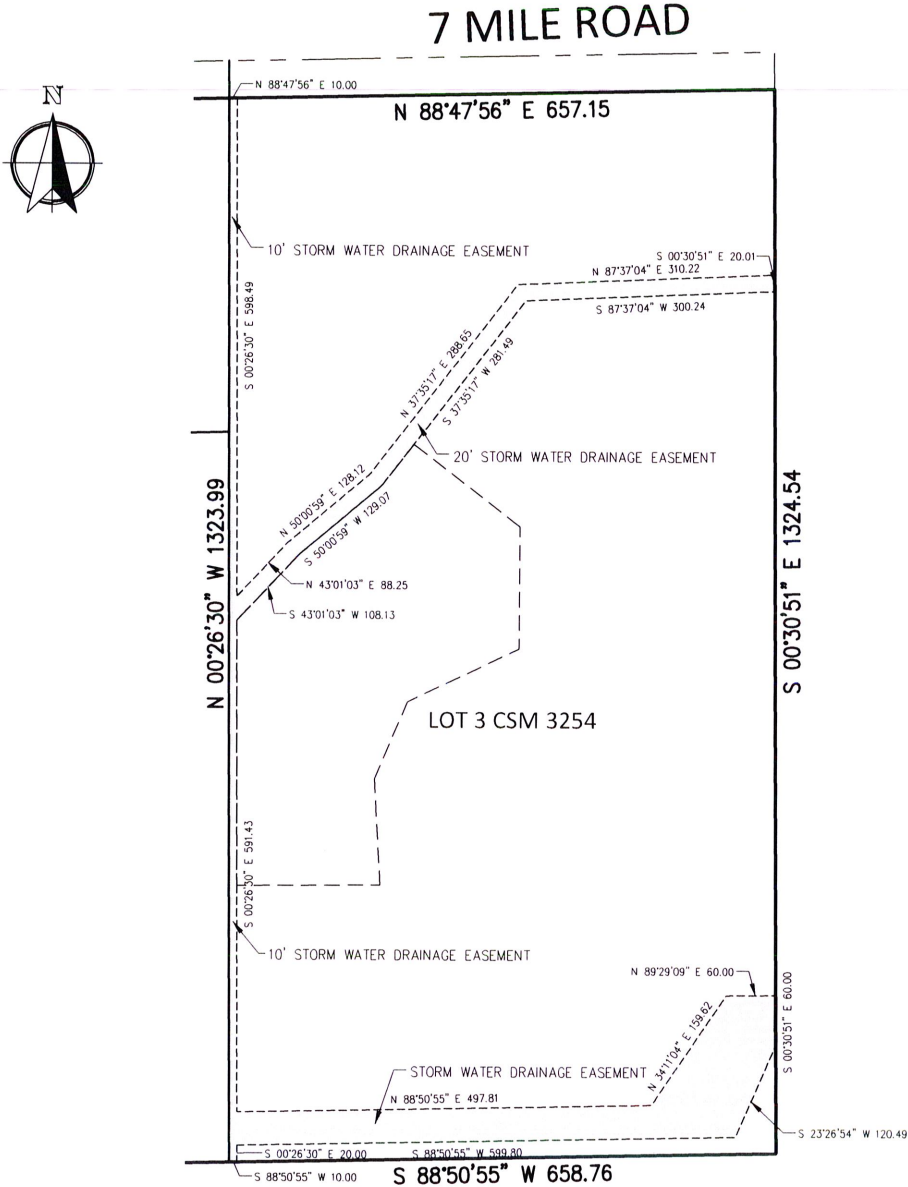 7 MILE ROAD
N 88°47'56" E 10.00
N
N 88°47'56" E 657.15
10' STORM WATER DRAINAGE EASEMENT
S 00°30'51" E 20.01
N 87°37'04" E 310.22
S 87°37'04" W 300.24
S 00°26'30" E 598.49
N 37°35'17" E 288.65
S 37°35'17" W 281.49
20' STORM WATER DRAINAGE EASEMENT
N 50°00'59" E 128.12
S 50°00'59" W 129.07
N 43°01'03" E 88.25
S 43°01'03" W 108.13
N 00°26'30" W 1323.99
S 00°30'51" E 1324.54
LOT 3 CSM 3254
S 00°26'30" E 591.43
10' STORM WATER DRAINAGE EASEMENT
N 89°29'09" E 60.00
S 00°30'51" E 60.00
N 34°11'04" E 159.62
STORM WATER DRAINAGE EASEMENT
N 88°50'55" E 497.81
S 23°26'54" W 120.49
S 00°26'30" E 20.00
S 88°50'55" W 599.80
S 88°50'55" W 10.00
S 88°50'55" W 658.76